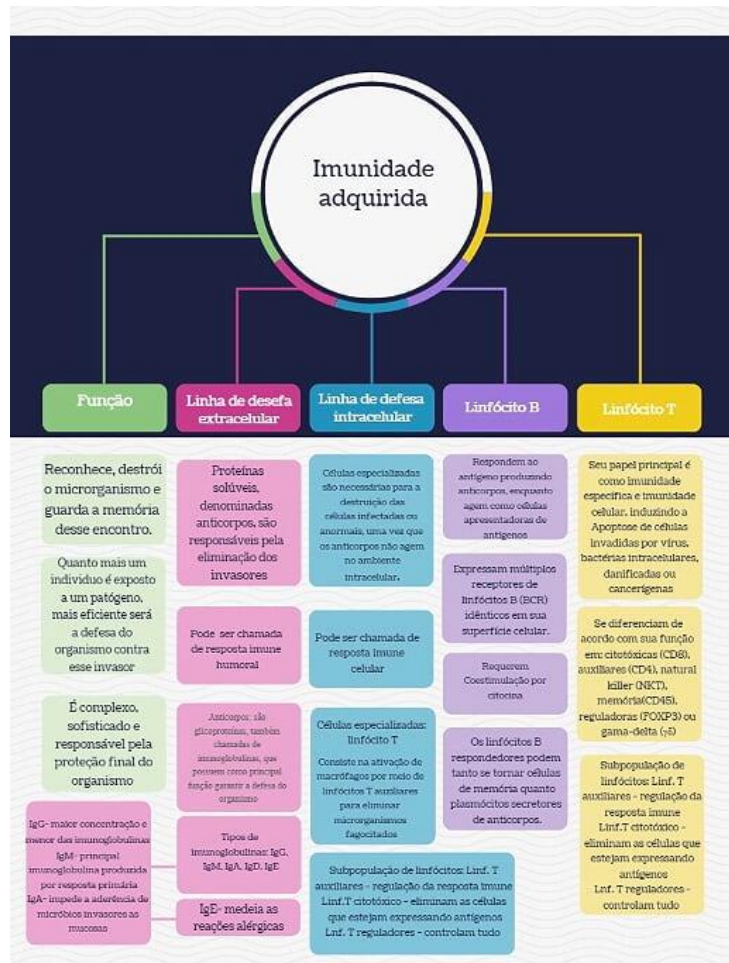 Imunidade
adquirida
Função
Linha de desefa
extracelular
Linha de defesa
intracelular
Linfócito B
Linfócito T
Reconhece, destrói
o microrganismo e
guarda a memória
desse encontro.
Quanto mais um
individuo é exposto
a um patógeno,
mais eficiente será
a defesa do
organismo contra
esse invasor
É complexo,
sofisticado e
responsável pela
proteção final do
organismo
IgG- maior concentração e
menor das imunoglobulinas
IgM- principal
imunoglobulina produzida
por resposta primária
IgA- impede a aderência de
micróbios invasores as
mucosas
Proteínas
solúveis,
denominadas
anticorpos, são
responsáveis pela
eliminação dos
invasores
Pode ser chamada
de resposta imune
humoral
Anticorpos: são
glicoproteínas, também
chamadas de
imunoglobulinas, que
possuem como principal
função garantir a defesa do
organismo
Tipos de
imunoglobulinas: IgG,
IgM, IgA, IgD, IgE
IgE- medeia as
reações alérgicas
Células especializadas
são necessárias para a
destruição das
células infectadas ou
anormais, uma vez que
os anticorpos não agem
no ambiente
intracelular.
Pode ser chamada de
resposta imune
celular
Células especializadas:
linfócito T
Consiste na ativação de
macrófagos por meio de
linfócitos T auxiliares
para eliminar
microrganismos
fagocitados
Subpopulação de linfócitos: Linf. T
auxiliares - regulação da resposta imune
Linf.T citotóxico - eliminam as células
que estejam expressando antígenos
Lnf. T reguladores - controlam tudo
Respondem ao
antígeno produzindo
anticorpos, enquanto
agem como células
apresentadoras de
antígenos
Expressam múltiplos
receptores de
linfócitos B (BCR)
idênticos em sua
superfície celular.
Requerem
Coestimulação por
citocina
Os linfócitos B
respondedores podem
tanto se tornar células
de memória quanto
plasmócitos secretores
de anticorpos.
Seu papel principal é
como imunidade
específica e imunidade
celular, induzindo a
Apoptose de células
invadidas por vírus,
bactérias intracelulares,
danificadas ou
cancerígenas
Se diferenciam de
acordo com sua função
em: citotóxicas (CD8),
auxiliares (CD4), natural
killer (NKT),
memória(CD45),
reguladoras (FOXP3) ou
gama-delta (γδ)
Subpopulação de
linfócitos: Linf. T
auxiliares - regulação da
resposta imune
Linf.T citotóxico -
eliminam as células que
estejam expressando
antígenos
Lnf. T reguladores -
controlam tudo